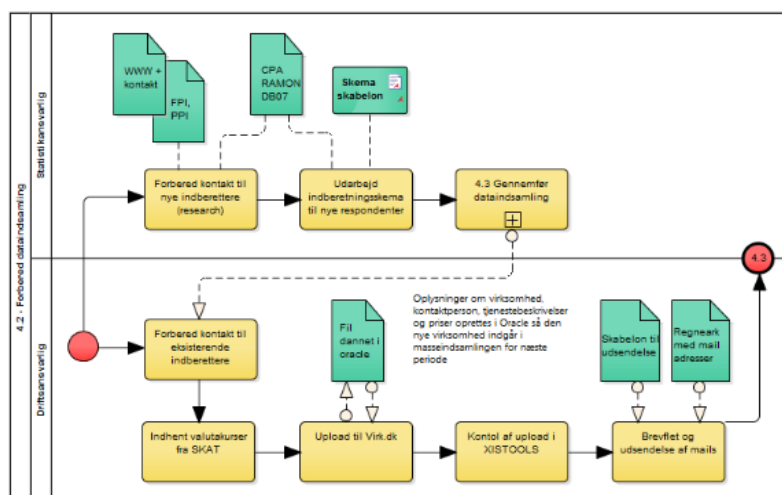 4.2 - Forbered dataindsamling
Statistikansvarlig
WWW +
kontakt
FPI,
PPI
CPA
RAMON
DB07
Skema
skabelon
Forbered kontakt til
nye indberettere
(research)
Udarbejd
indberetningsskema
til nye respondenter
4.3 Gennemfør
dataindsamling
4.3
Driftsansvarlig
Forbered kontakt til
eksisterende
indberettere
Fil
dannet i
oracle
Oplysninger om virksomhed,
kontaktperson, tjenestebeskrivelser
og priser oprettes i Oracle så den
nye virksomhed indgår i
masseindsamlingen for næste
periode
Skabelon til
udsendelse
Regneark
med mail
adresser
Indhent valutakurser
fra SKAT
Upload til Virk.dk
Kontol af upload i
XISTOOLS
Brevflet og
udsendelse af mails